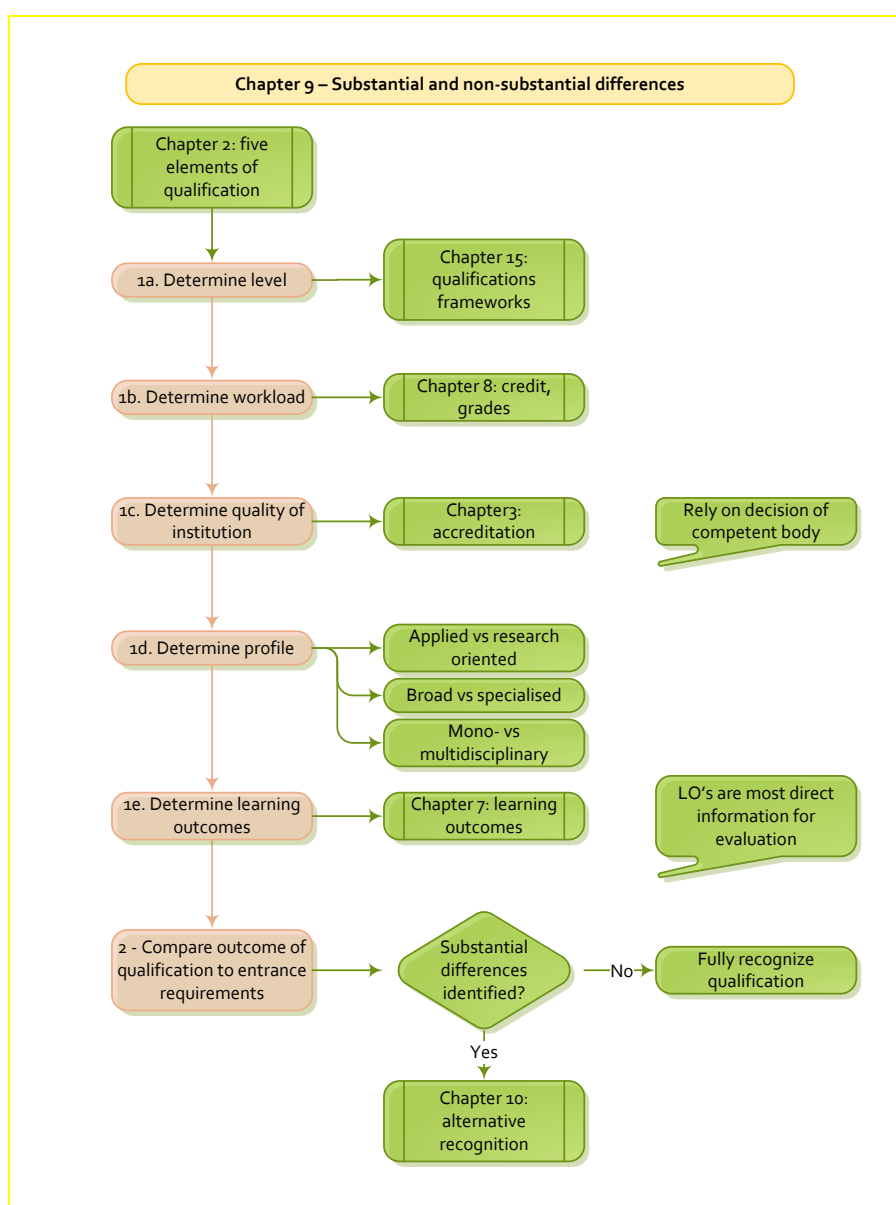 Chapter 9 – Substantial and non-substantial differences
Chapter 2: five
elements of
qualification
1a. Determine level
Chapter 15:
qualifications
frameworks
1b. Determine workload
Chapter 8: credit,
grades
1c. Determine quality of
institution
Chapter3:
accreditation
Rely on decision of
competent body
1d. Determine profile
Applied vs research
oriented
Broad vs specialised
Mono- vs
multidisciplinary
1e. Determine learning
outcomes
Chapter 7: learning
outcomes
LO's are most direct
information for
evaluation
2 - Compare outcome of
qualification to entrance
requirements
Substantial
differences
identified?
No
Fully recognize
qualification
Yes
Chapter 10:
alternative
recognition